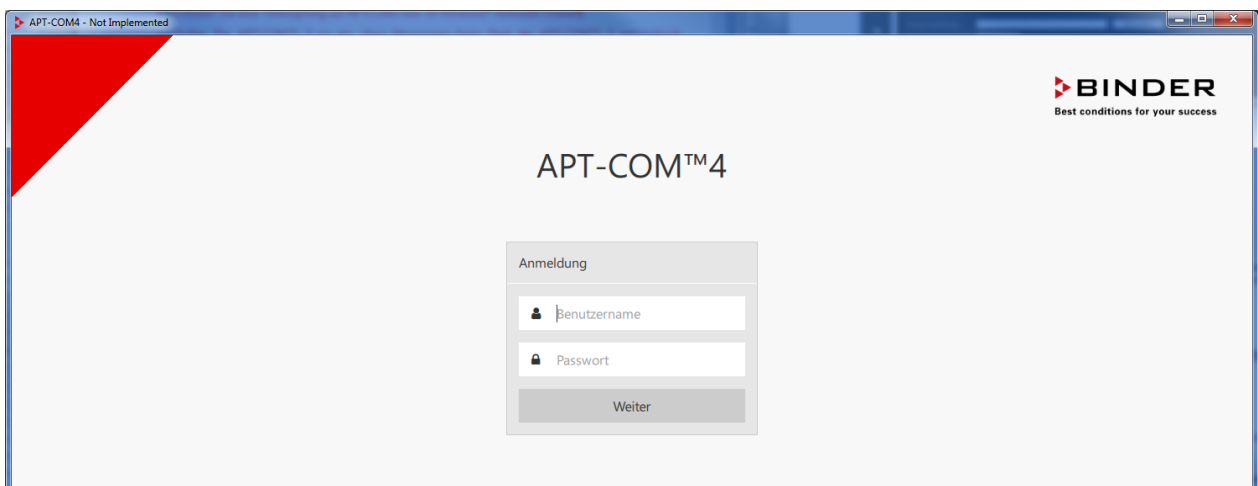 APT-COM4 - Not Implemented
BINDER
Best conditions for your success
APT-COM™4
Anmeldung
Benutzername
Passwort
Weiter